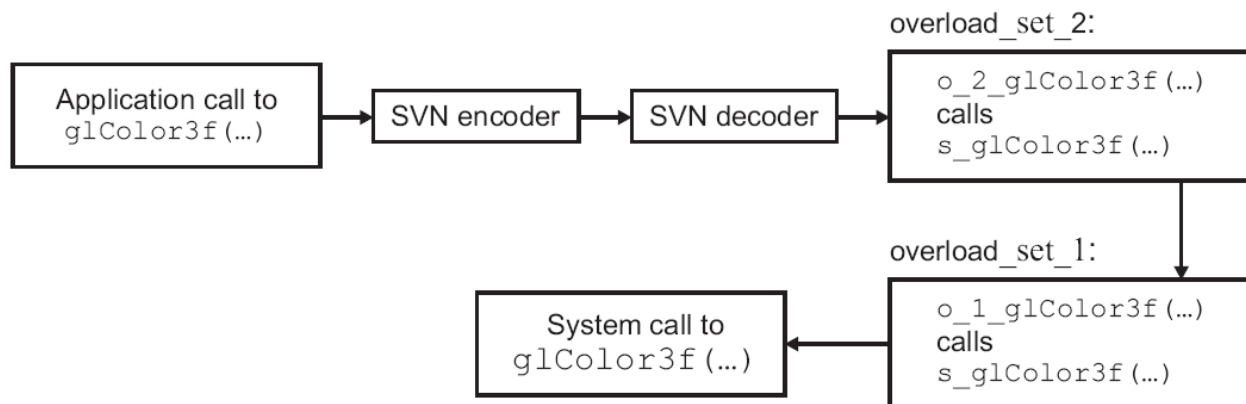 Application call to
glColor3f(…)
SVN encoder
SVN decoder
overload_set_2:
o_2_glColor3f(…)
calls
s_glColor3f(…)
overload_set_1:
o_1_glColor3f(…)
calls
s_glColor3f(…)
System call to
glColor3f(…)